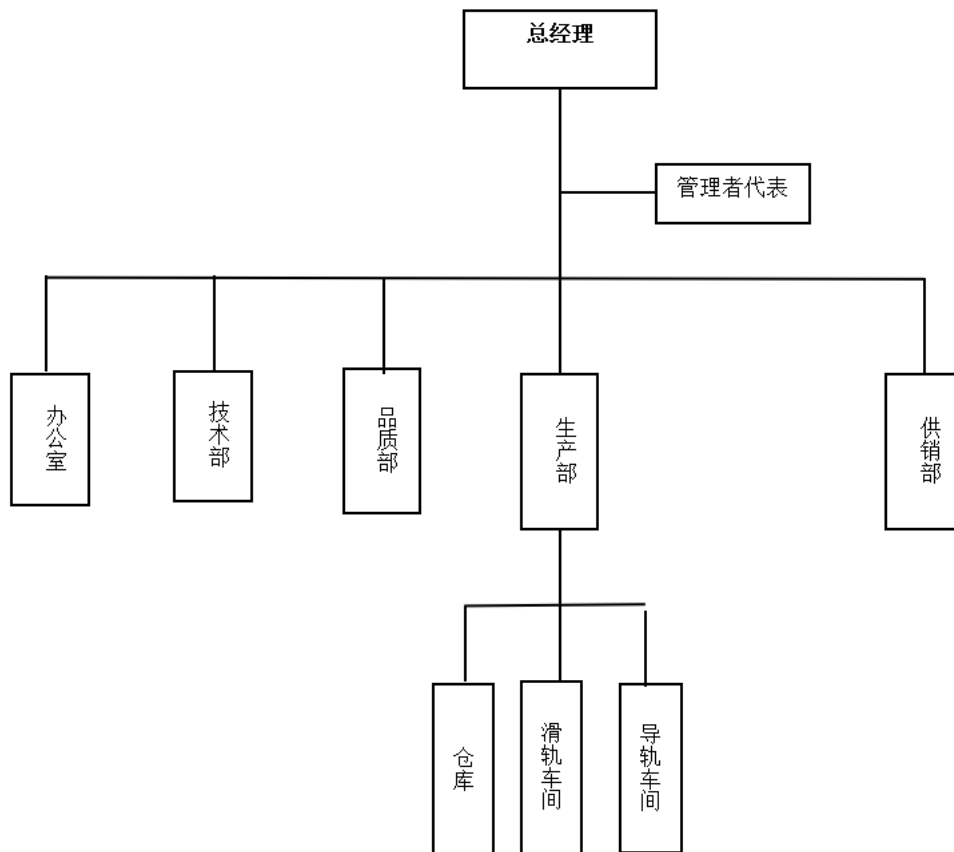 总经理
管理者代表
办公室
技术部
品质部
生产部
供销部
仓库
滑轨车间
导轨车间